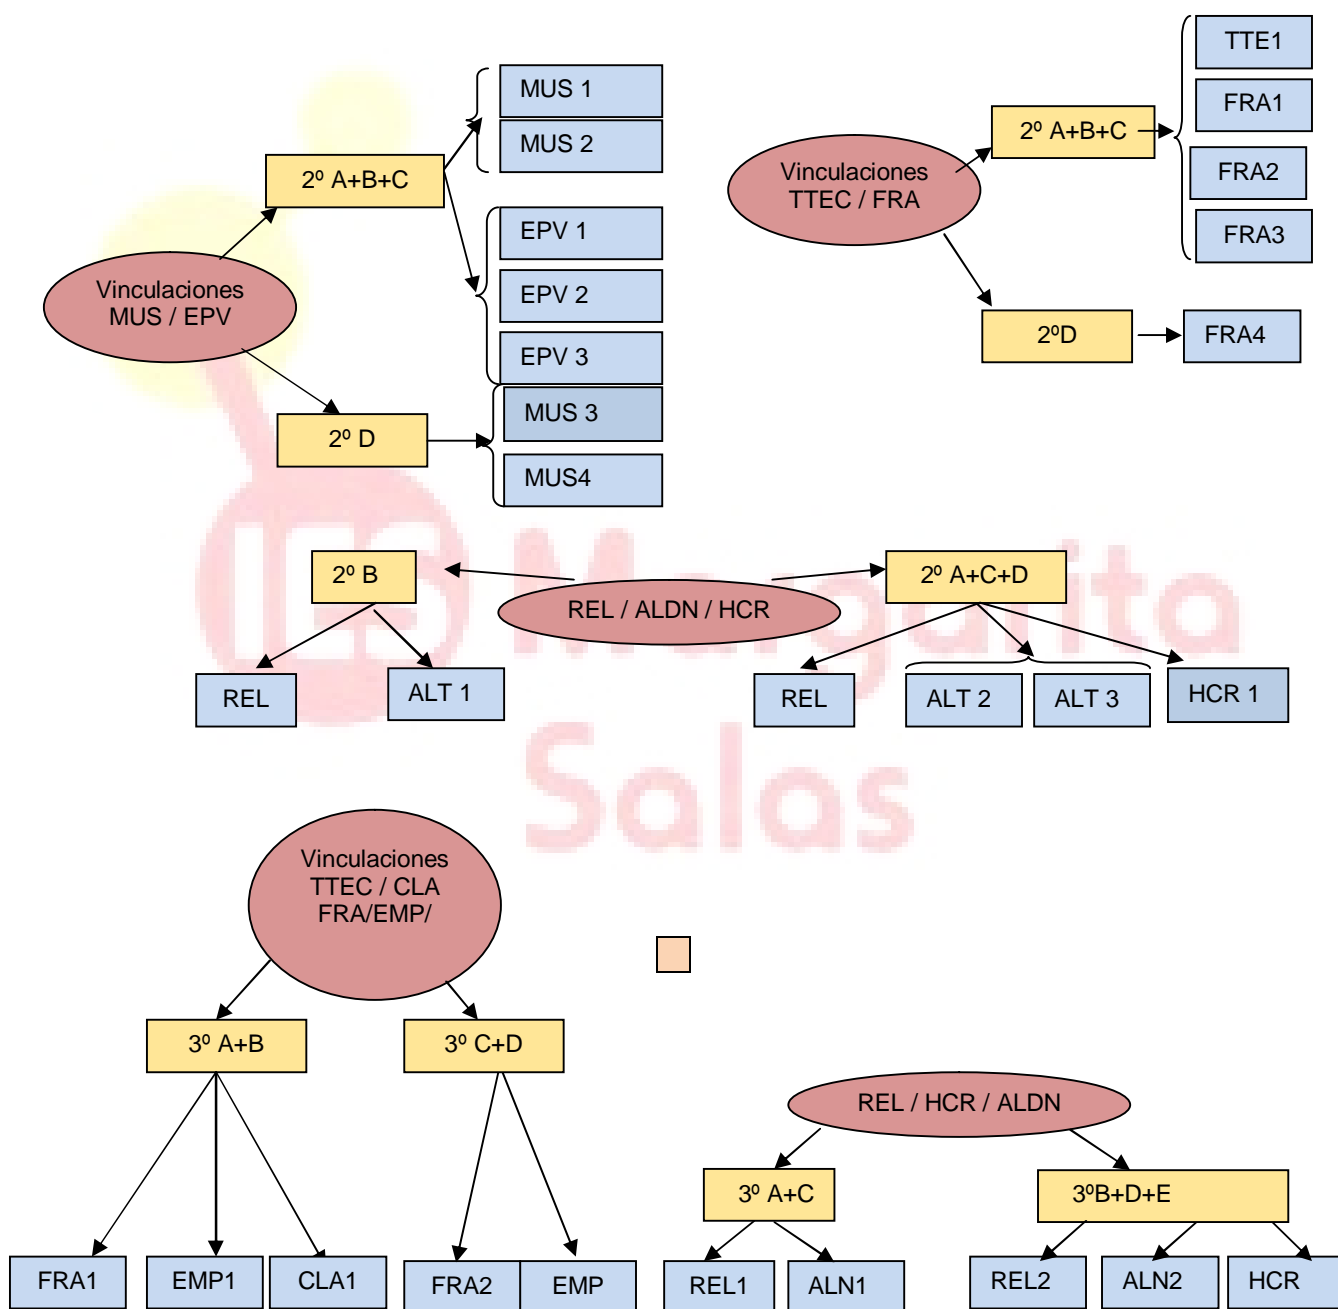 MUS 1
MUS 2
2º A+B+C
EPV 1
EPV 2
EPV 3
Vinculaciones
MUS / EPV
2º D
MUS 3
MUS4
TTE1
FRA1
FRA2
FRA3
2º A+B+C
Vinculaciones
TTEC / FRA
2ºD
FRA4
2º B
REL / ALDN / HCR
2º A+C+D
REL
ALT 1
REL
ALT 2
ALT 3
HCR 1
IES Margarita
Salas
Vinculaciones
TTEC / CLA
FRA/EMP/
3º A+B
3º C+D
FRA1
EMP1
CLA1
FRA2
EMP
REL / HCR / ALDN
3º A+C
3ºB+D+E
REL1
ALN1
REL2
ALN2
HCR